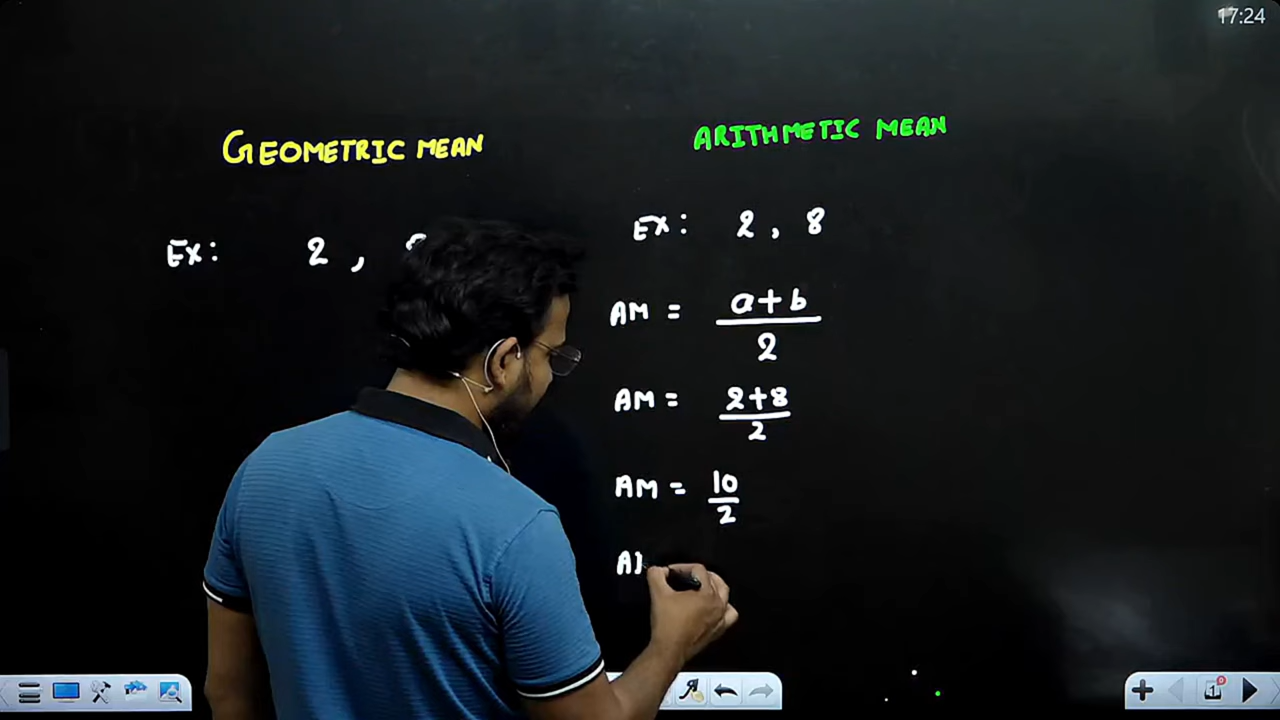 17:24
GEOMETRIC MEAN
EX: 2 ,
ARITHMETIC MEAN
EX: 2 , 8
AM = a+b
2
AM = 2+8
2
AM = 10
2